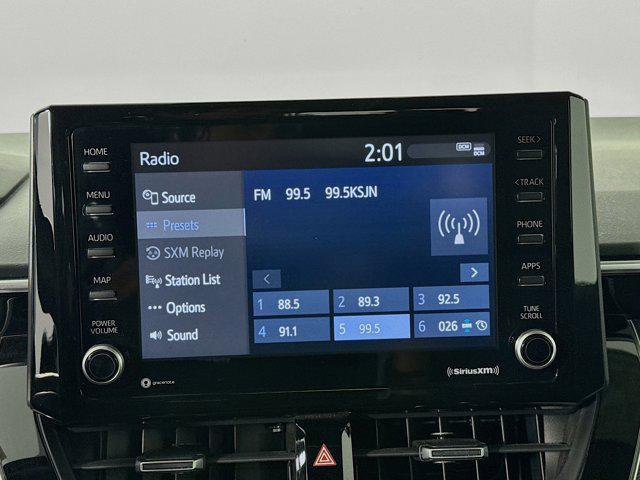 HOME
MENU
AUDIO
MAP
POWER
VOLUME
Radio
2:01
DCM
DCM
Source
Presets
SXM Replay
Station List
Options
Sound
FM 99.5 99.5KSJN
<
>
1 88.5
2 89.3
3 92.5
4 91.1
5 99.5
6 026
SEEK>
<TRACK
PHONE
APPS
TUNE
SCROLL
gracenote
SiriusXM